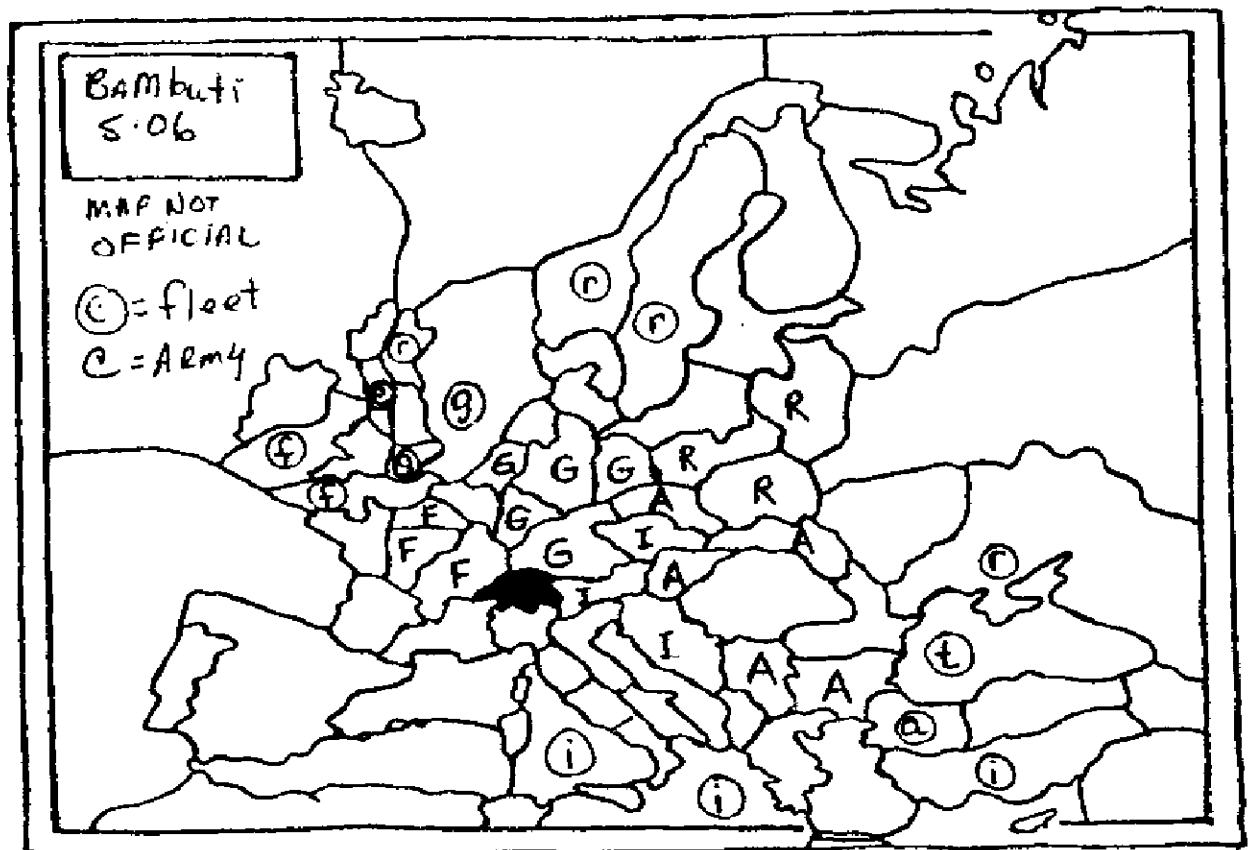 BAMbuti
S.06
MAP NOT
OFFICIAL
ⓒ = fleet
C = ARMY
r
r
r
e
g
R
f
g
G
G
G
R
f
A
R
F
G
F
G
I
A
F
A
r
I
I
t
A
A
a
i
i
i